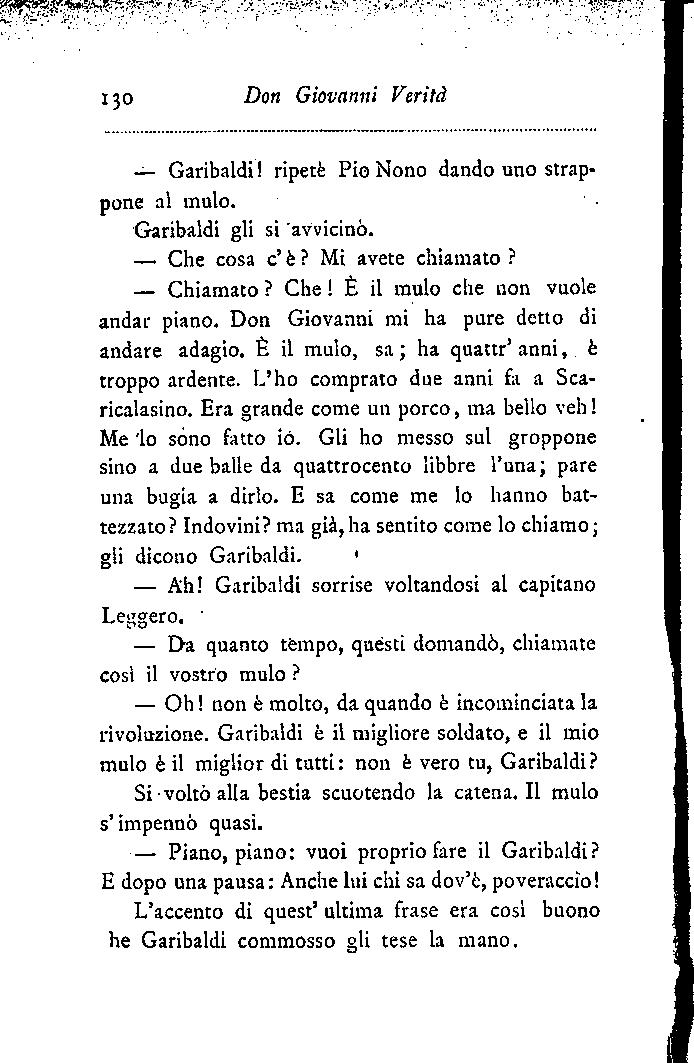 130 Don Giovanni Verità
— Garibaldi! ripetè Pio Nono dando uno strap-
pone al mulo.
Garibaldi gli si avvicinò.
— Che cosa c'è? Mi avete chiamato?
— Chiamato? Che! È il mulo che non vuole
andar piano. Don Giovanni mi ha pure detto di
andare adagio. È il mulo, sa; ha quattr'anni, è
troppo ardente. L'ho comprato due anni fa a Sca-
ricalasino. Era grande come un porco, ma bello veh!
Me lo sono fatto io. Gli ho messo sul groppone
sino a due balle da quattrocento libbre l'una; pare
una bugia a dirlo. E sa come me lo hanno bat-
tezzato? Indovini? ma già, ha sentito come lo chiamo;
gli dicono Garibaldi.
— Ah! Garibaldi sorrise voltandosi al capitano
Leggero.
— Da quanto tempo, questi domandò, chiamate
così il vostro mulo?
— Oh! non è molto, da quando è incominciata la
rivoluzione. Garibaldi è il migliore soldato, e il mio
mulo è il miglior di tutti: non è vero tu, Garibaldi?
Si voltò alla bestia scuotendo la catena. Il mulo
s'impennò quasi.
— Piano, piano: vuoi proprio fare il Garibaldi?
E dopo una pausa: Anche lui chi sa dov'è, poveraccio!
L'accento di quest'ultima frase era così buono
he Garibaldi commosso gli tese la mano.